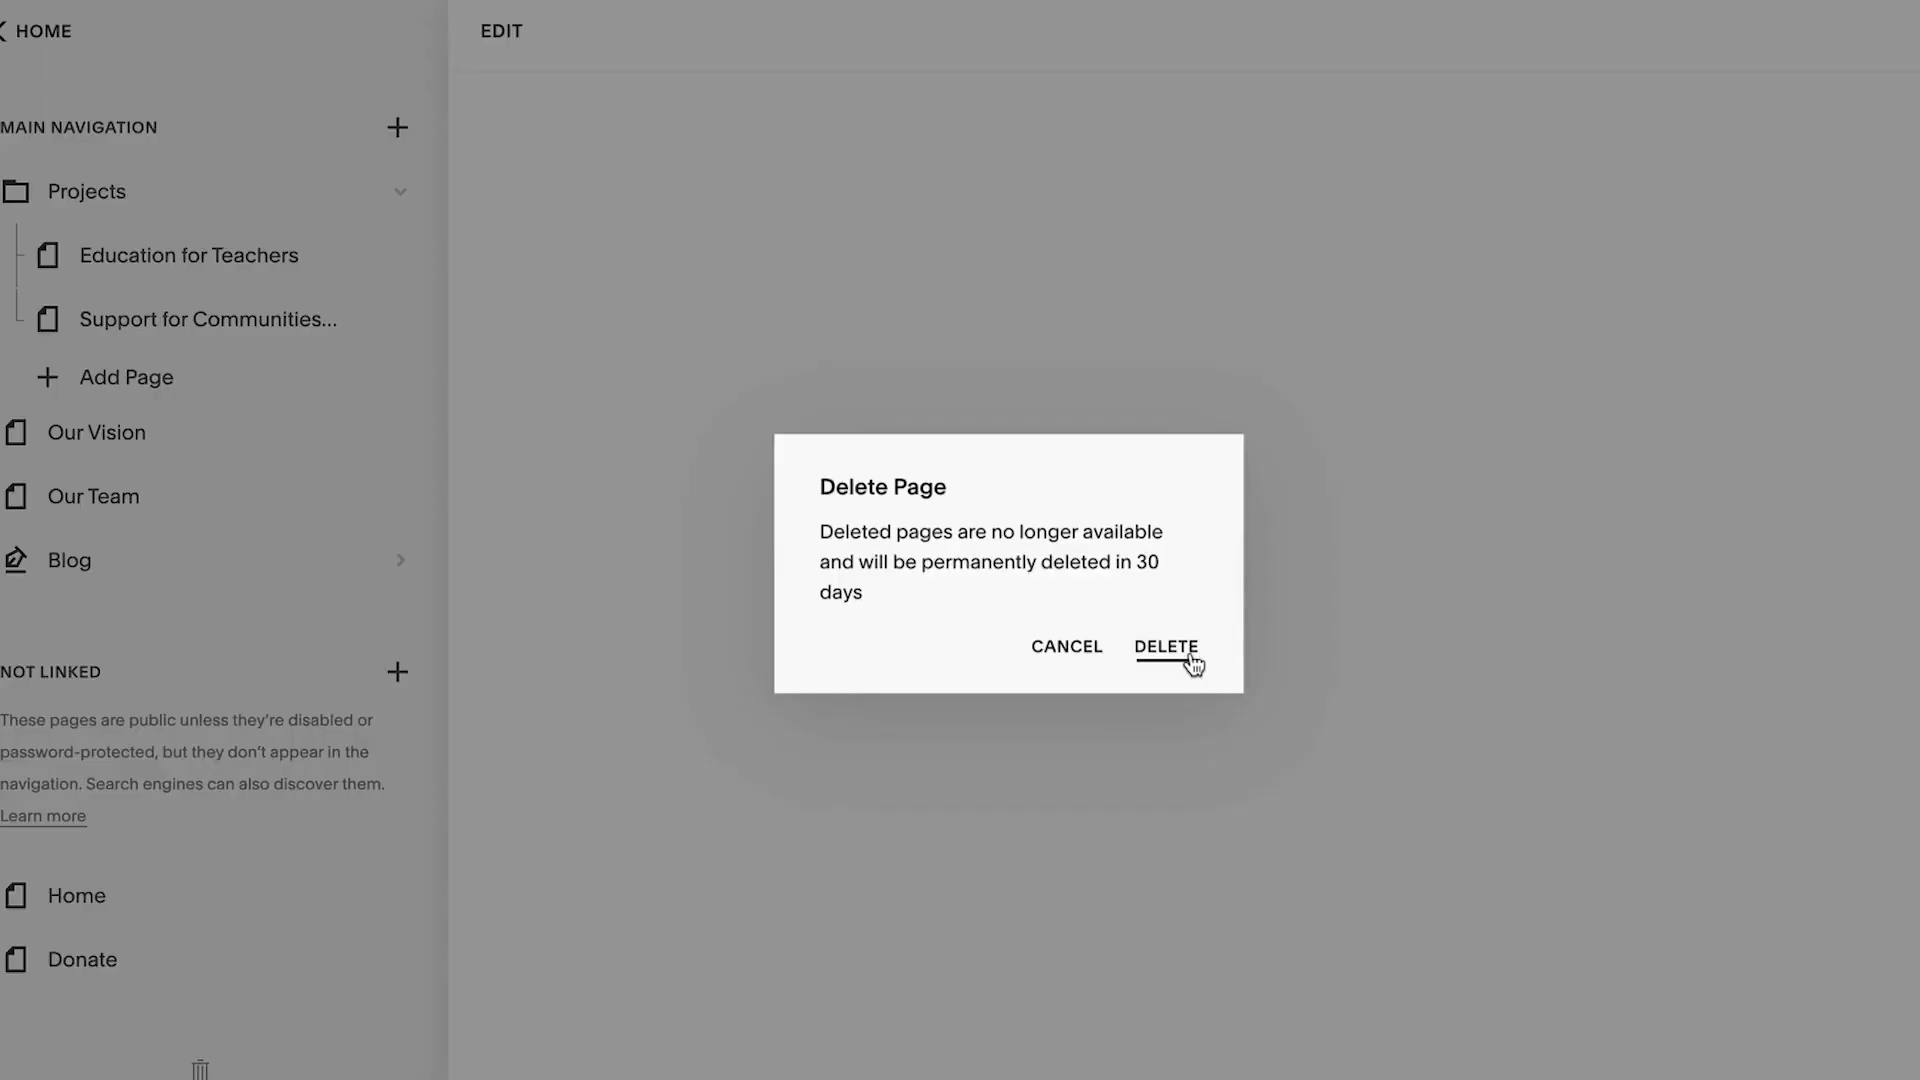 HOME
EDIT
MAIN NAVIGATION
Projects
Education for Teachers
Support for Communities...
Add Page
Our Vision
Our Team
Blog
NOT LINKED
These pages are public unless they’re disabled or
password-protected, but they don’t appear in the
navigation. Search engines can also discover them.
Learn more
Home
Donate
Delete Page
Deleted pages are no longer available
and will be permanently deleted in 30
days
CANCEL DELETE